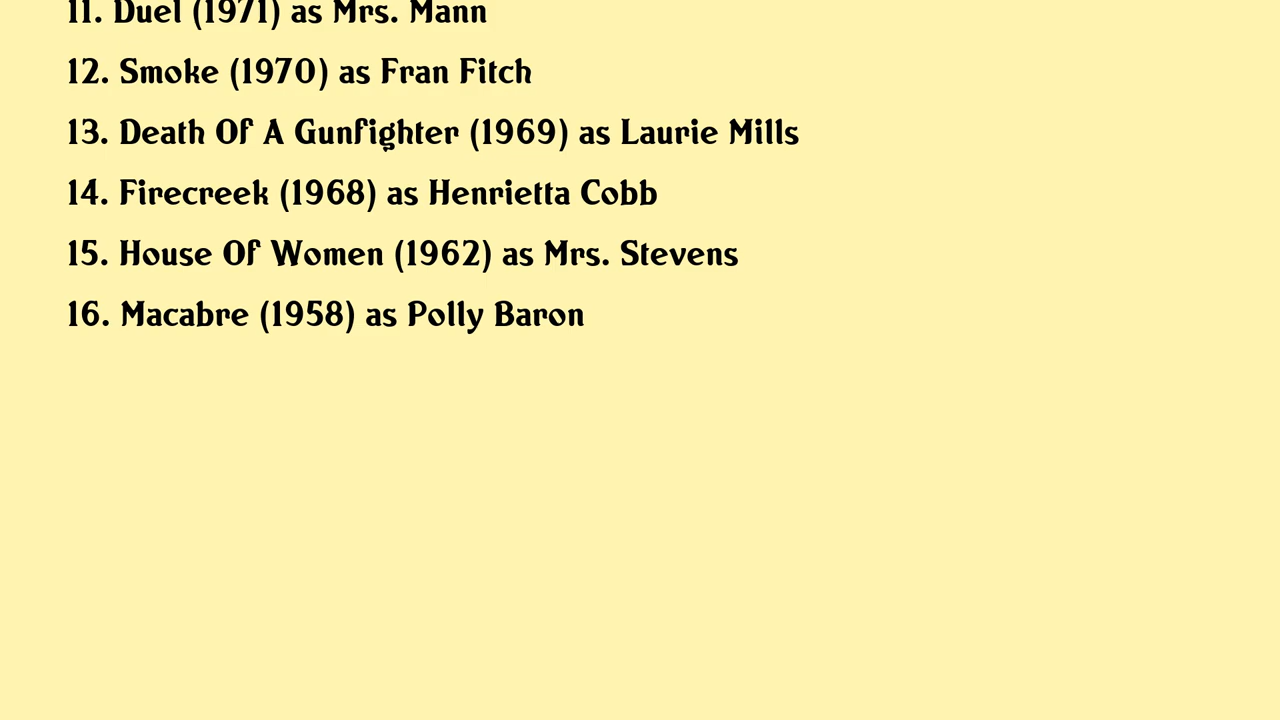 11. Duel (1971) as Mrs. Mann
12. Smoke (1970) as Fran Fitch
13. Death Of A Gunfighter (1969) as Laurie Mills
14. Firecreek (1968) as Henrietta Cobb
15. House Of Women (1962) as Mrs. Stevens
16. Macabre (1958) as Polly Baron